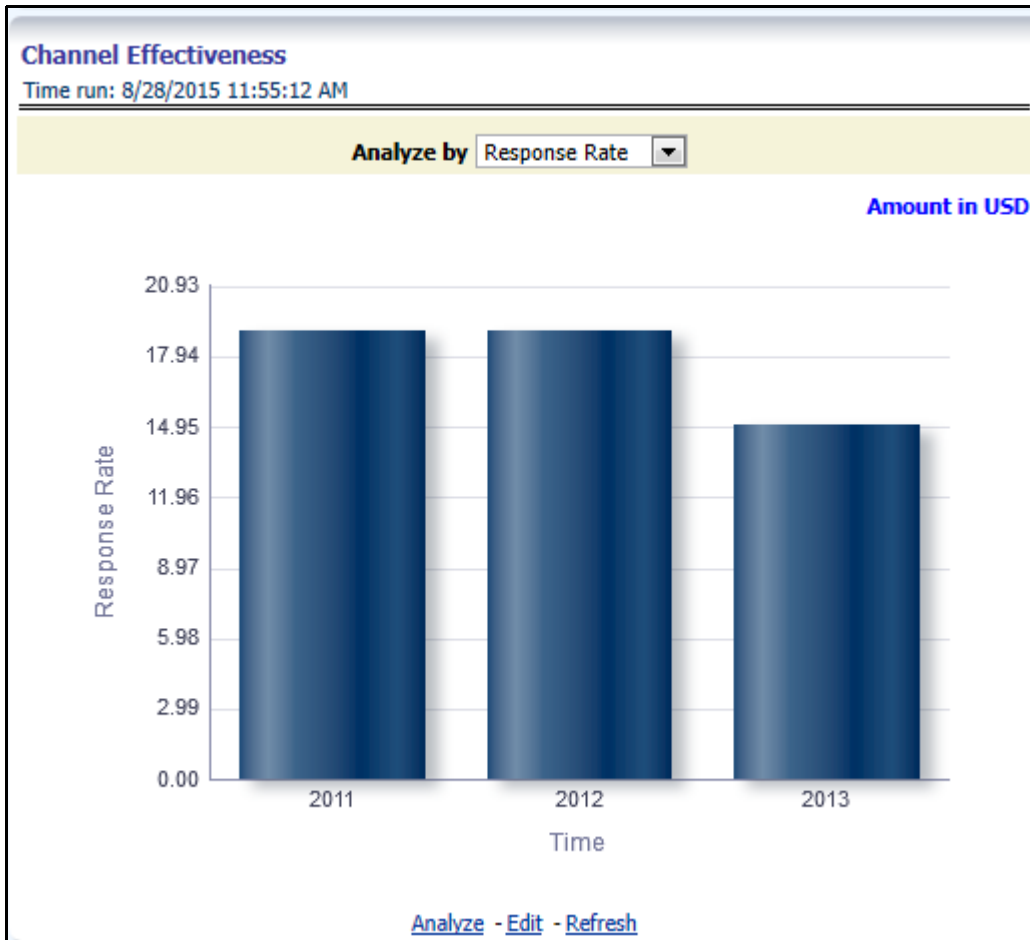 Channel Effectiveness
Time run: 8/28/2015 11:55:12 AM
Analyze by Response Rate
Amount in USD
20.93
17.94
14.95
11.96
8.97
5.98
2.99
0.00
Response Rate
2011 2012 2013
Time
Analyze - Edit - Refresh